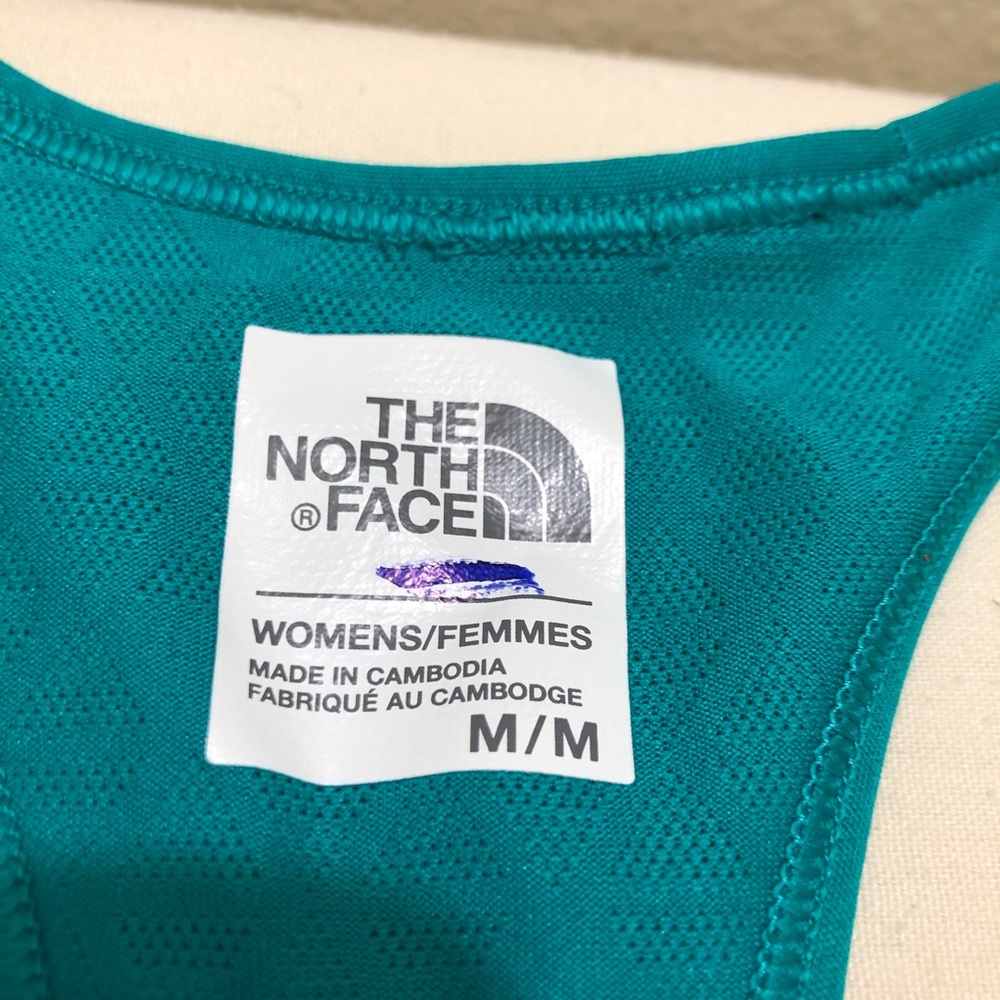 THE
NORTH
®FACE
WOMENS/FEMMES
MADE IN CAMBODIA
FABRIQUÉ AU CAMBODGE
M/M